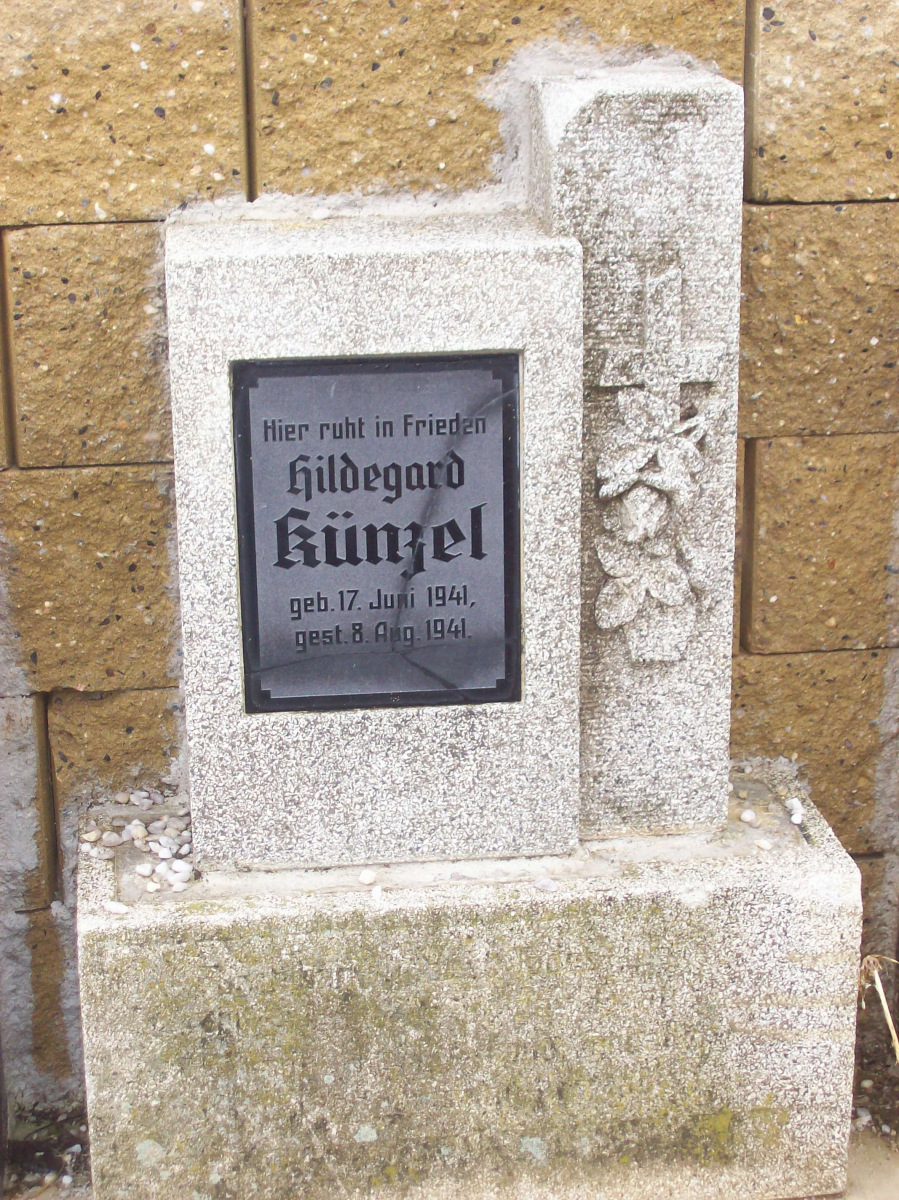 Hier ruht in Frieden
Hildegard
Künzel
geb. 17. Juni 1941,
gest. 8. Aug. 1941.